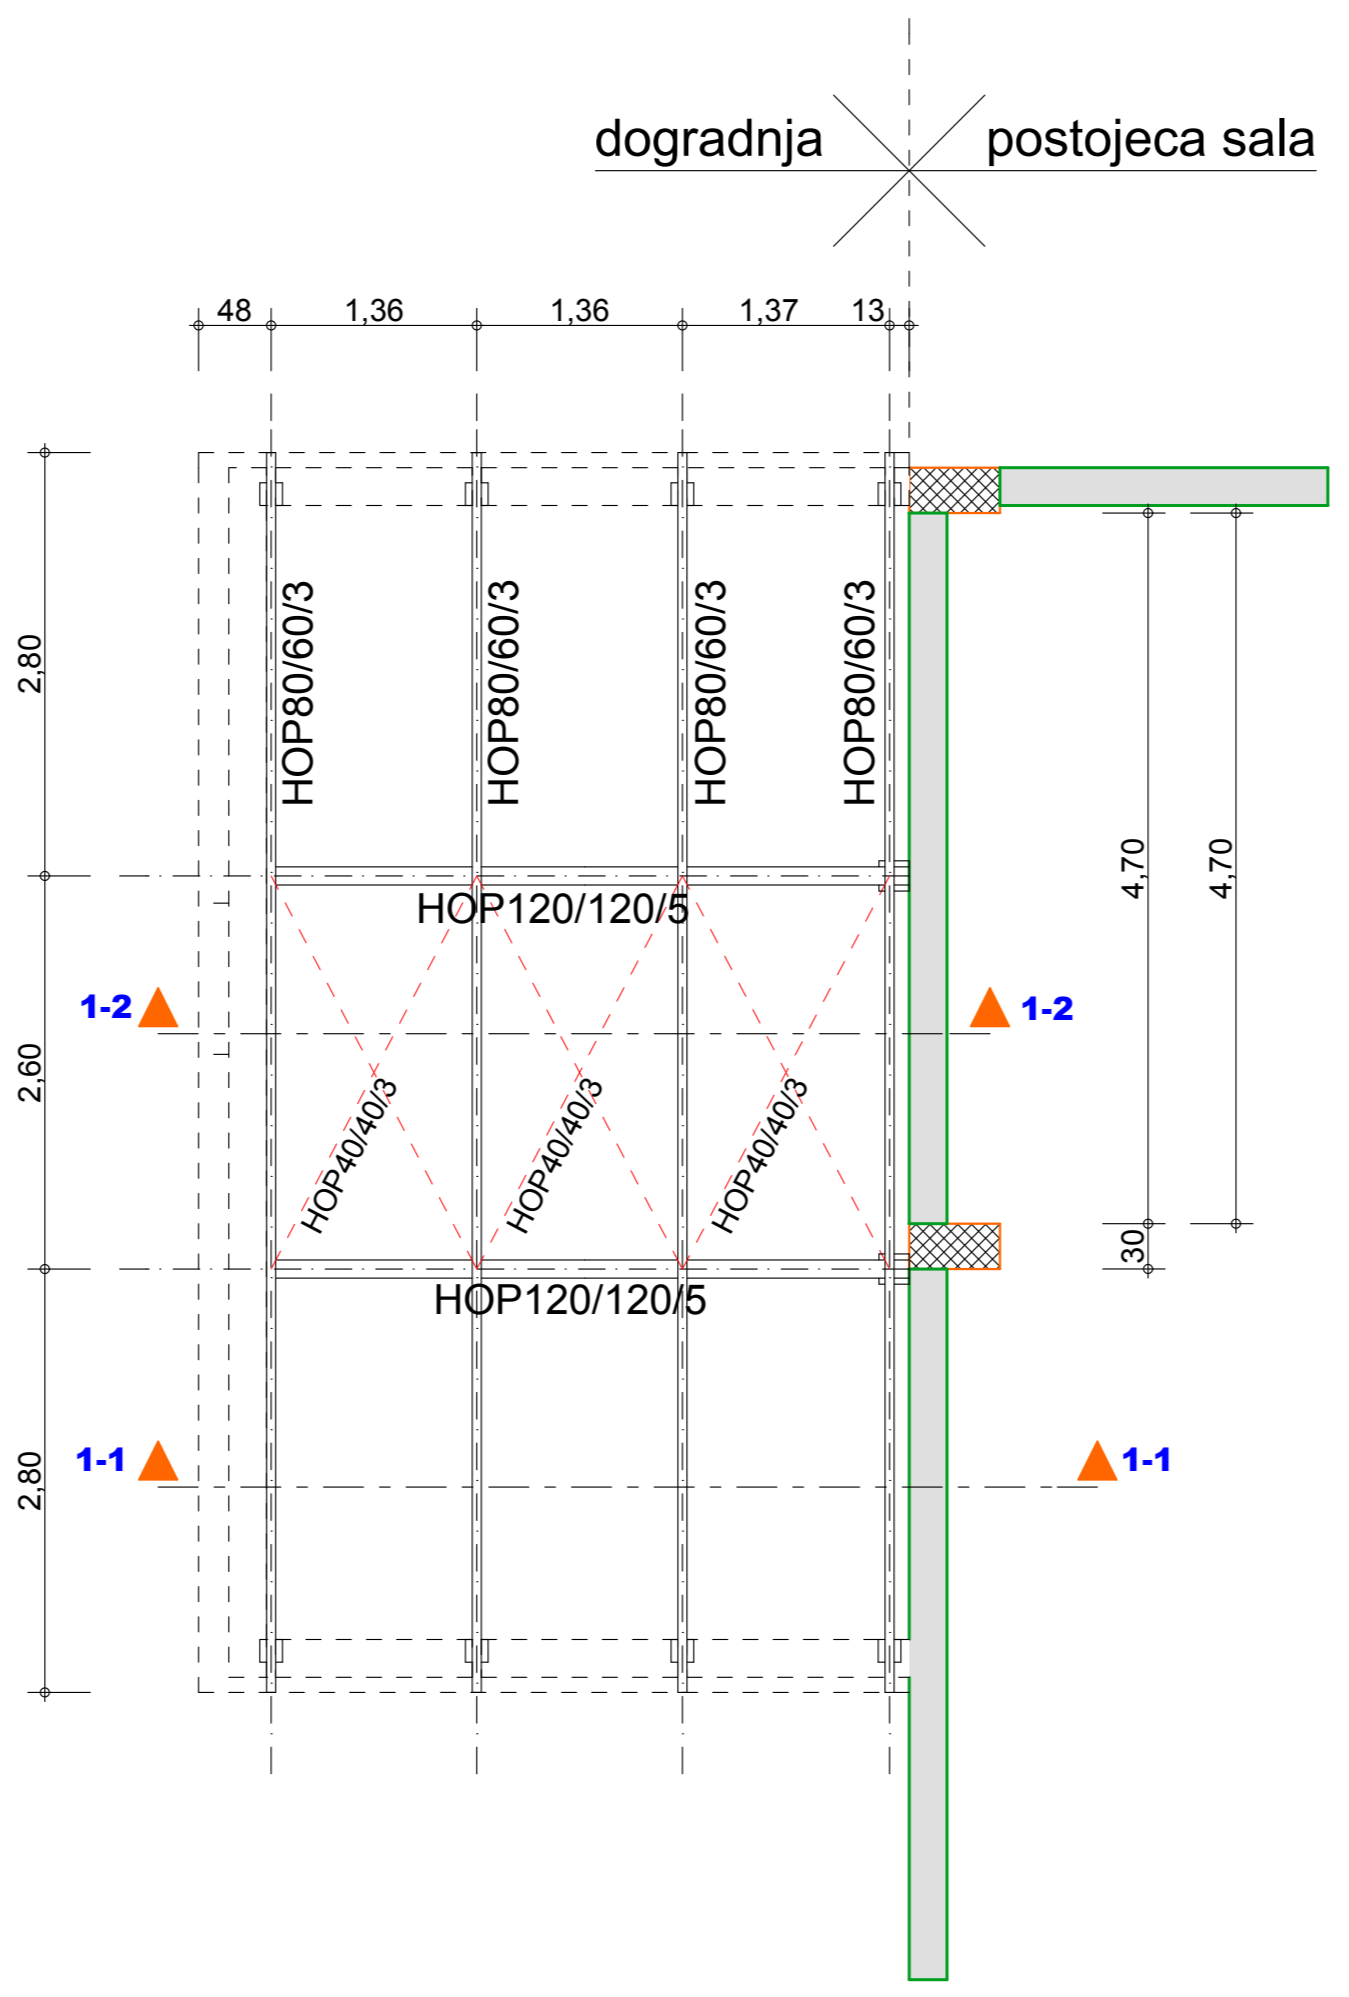 dogradnja
postojeca sala
48
1,36
1,36
1,37
13
2,80
HOP80/60/3
HOP80/60/3
HOP80/60/3
HOP80/60/3
4,70
4,70
HOP120/120/5
1-2
1-2
2,60
HOP40/40/3
HOP40/40/3
HOP40/40/3
30
HOP120/120/5
1-1
1-1
2,80